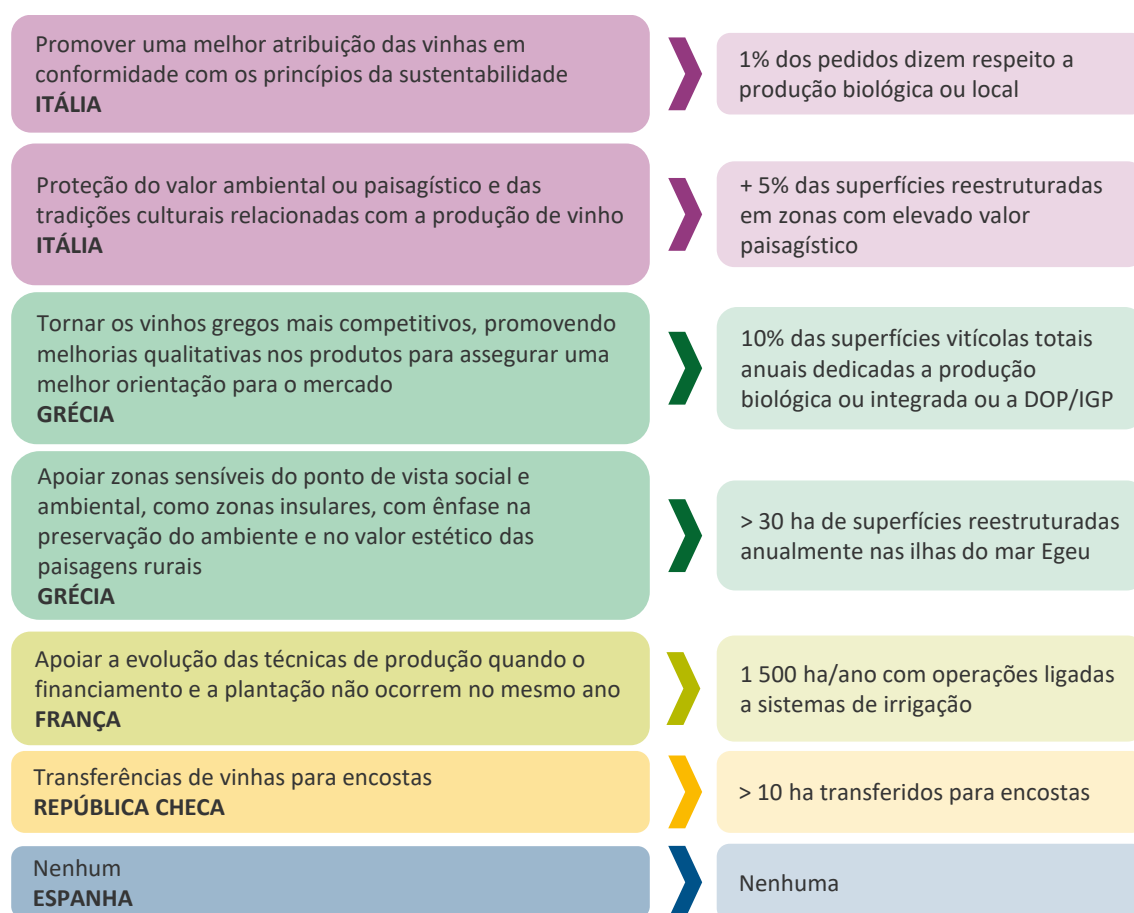 Promover uma melhor atribuição das vinhas em
conformidade com os princípios da sustentabilidade
ITÁLIA
1% dos pedidos dizem respeito a
produção biológica ou local
Proteção do valor ambiental ou paisagístico e das
tradições culturais relacionadas com a produção de vinho
ITÁLIA
+ 5% das superfícies reestruturadas
em zonas com elevado valor
paisagístico
Tornar os vinhos gregos mais competitivos, promovendo
melhorias qualitativas nos produtos para assegurar uma
melhor orientação para o mercado
GRÉCIA
10% das superfícies vitícolas totais
anuais dedicadas a produção
biológica ou integrada ou a DOP/IGP
Apoiar zonas sensíveis do ponto de vista social e
ambiental, como zonas insulares, com ênfase na
preservação do ambiente e no valor estético das
paisagens rurais
GRÉCIA
> 30 ha de superfícies reestruturadas
anualmente nas ilhas do mar Egeu
Apoiar a evolução das técnicas de produção quando o
financiamento e a plantação não ocorrem no mesmo ano
FRANÇA
1 500 ha/ano com operações ligadas
a sistemas de irrigação
Transferências de vinhas para encostas
REPÚBLICA CHECA
> 10 ha transferidos para encostas
Nenhum
ESPANHA
Nenhuma